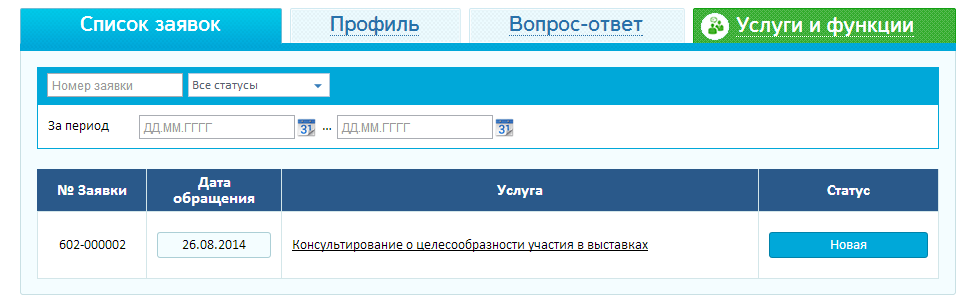 Список заявок
Профиль
Вопрос-ответ
Услуги и функции
Номер заявки
Все статусы
За период
ДД.ММ.ГГГГ
31
...
ДД.ММ.ГГГГ
31
№ Заявки
Дата
обращения
Услуга
Статус
602-000002
26.08.2014
Консультирование о целесообразности участия в выставках
Новая